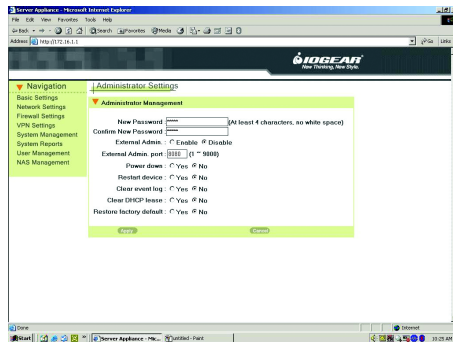 Server Appliance - Microsoft Internet Explorer
File Edit View Favorites Tools Help
Back Search Favorites Media
Address http://172.16.1.1 Go Links
IOGEAR
New Thinking, New Style.
Navigation
Basic Settings
Network Settings
Firewall Settings
VPN Settings
System Management
System Reports
User Management
NAS Management
Administrator Settings
Administrator Management
New Password : ***** (At least 4 characters, no white space)
Confirm New Password : *****
External Admin. : Enable Disable
External Admin. port : 8080 (1 ~ 9000)
Power down : Yes No
Restart device : Yes No
Clear event log : Yes No
Clear DHCP lease : Yes No
Restore factory default : Yes No
Apply Cancel
Done Internet
Start Server Appliance - Mic... untitled - Paint 10:25 AM